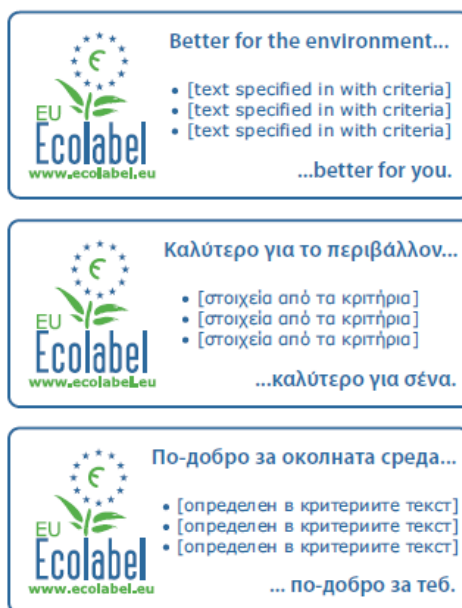 Better for the environment...
• [text specified in with criteria]
• [text specified in with criteria]
• [text specified in with criteria]
...better for you.
EU
Ecolabel
www.ecolabel.eu
Καλύτερο για το περιβάλλον...
• [στοιχεία από τα κριτήρια]
• [στοιχεία από τα κριτήρια]
• [στοιχεία από τα κριτήρια]
...καλύτερο για σένα.
EU
Ecolabel
www.ecolabel.eu
По-добро за околната среда...
• [определен в критериите текст]
• [определен в критериите текст]
• [определен в критериите текст]
... по-добро за теб.
EU
Ecolabel
www.ecolabel.eu